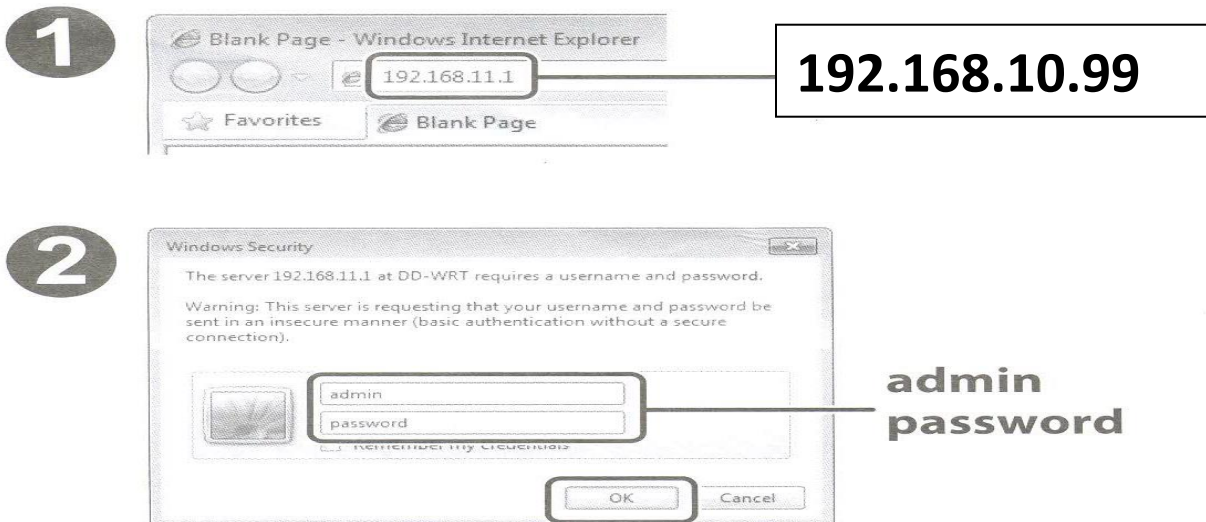 1
Blank Page - Windows Internet Explorer
192.168.11.1
192.168.10.99
Favorites
Blank Page
2
Windows Security
The server 192.168.11.1 at DD-WRT requires a username and password.
Warning: This server is requesting that your username and password be
sent in an insecure manner (basic authentication without a secure
connection).
admin
password
Remember my credentials
admin
password
OK
Cancel